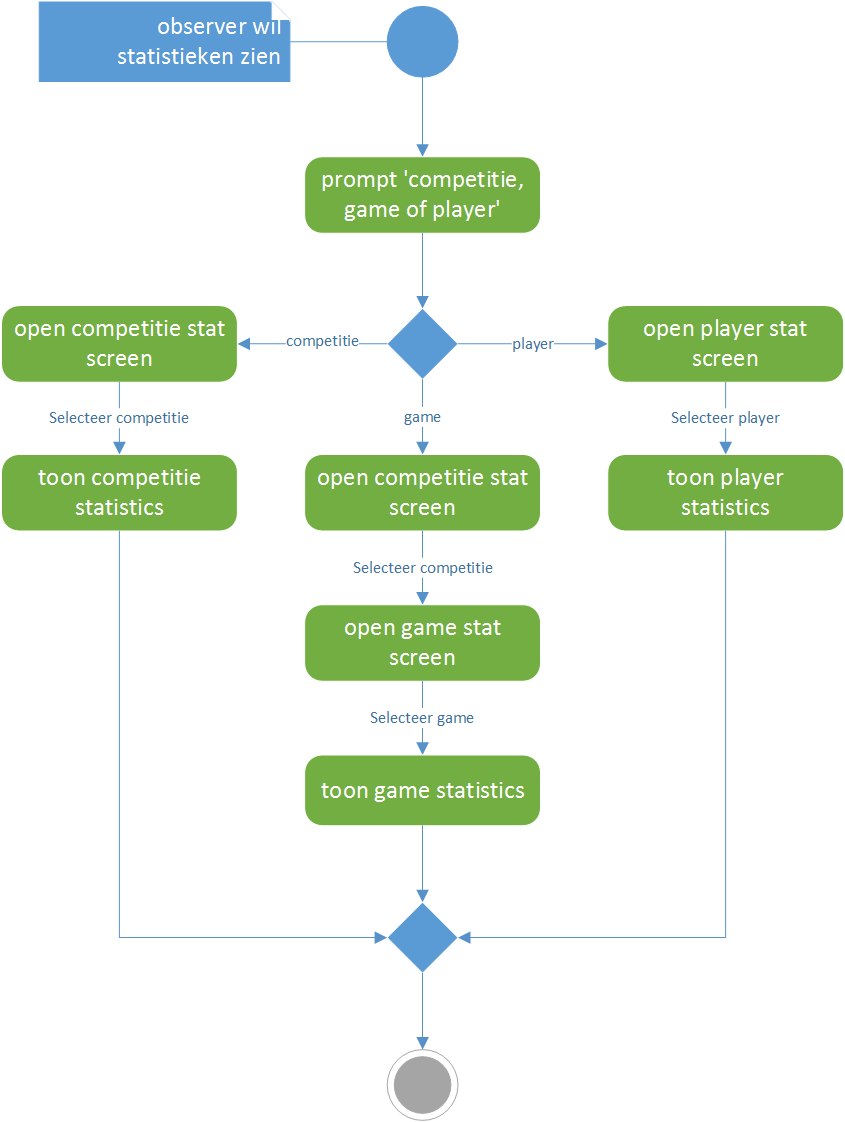 observer wil
statistieken zien
prompt 'competitie,
game of player'
open competitie stat
screen
competitie
player
open player stat
screen
Selecteer competitie
game
Selecteer player
toon competitie
statistics
open competitie stat
screen
toon player
statistics
Selecteer competitie
open game stat
screen
Selecteer game
toon game statistics